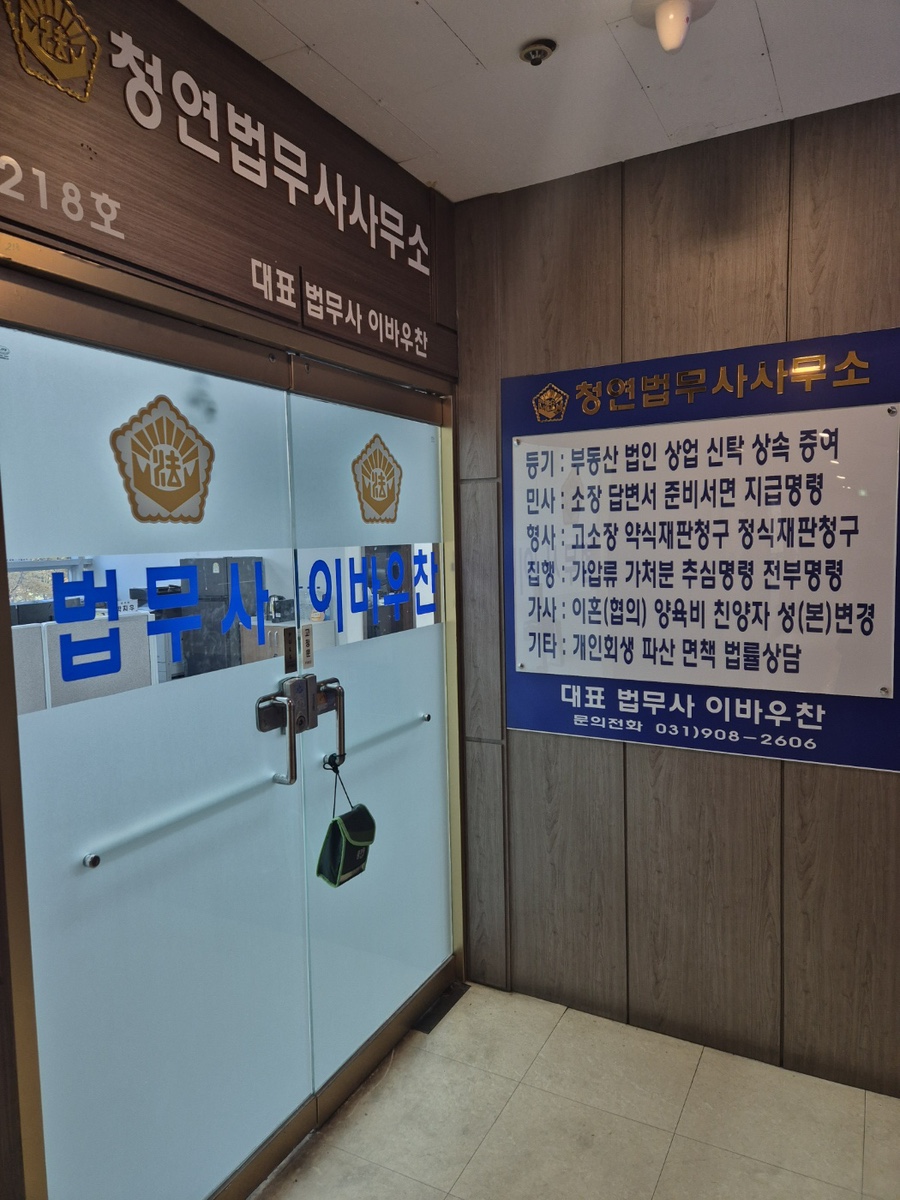 청연법무사사무소
218호
대표 법무사 이바우찬
法
法
법무사 이바우찬
청연법무사사무소
등기 : 부동산 법인 상업 신탁 상속 증여
민사 : 소장 답변서 준비서면 지급명령
형사 : 고소장 약식재판청구 정식재판청구
집행 : 가압류 가처분 추심명령 전부명령
가사 : 이혼(협의) 양육비 친양자 성(본)변경
기타 : 개인회생 파산 면책 법률상담
대표 법무사 이바우찬
문의전화 031)908-2606